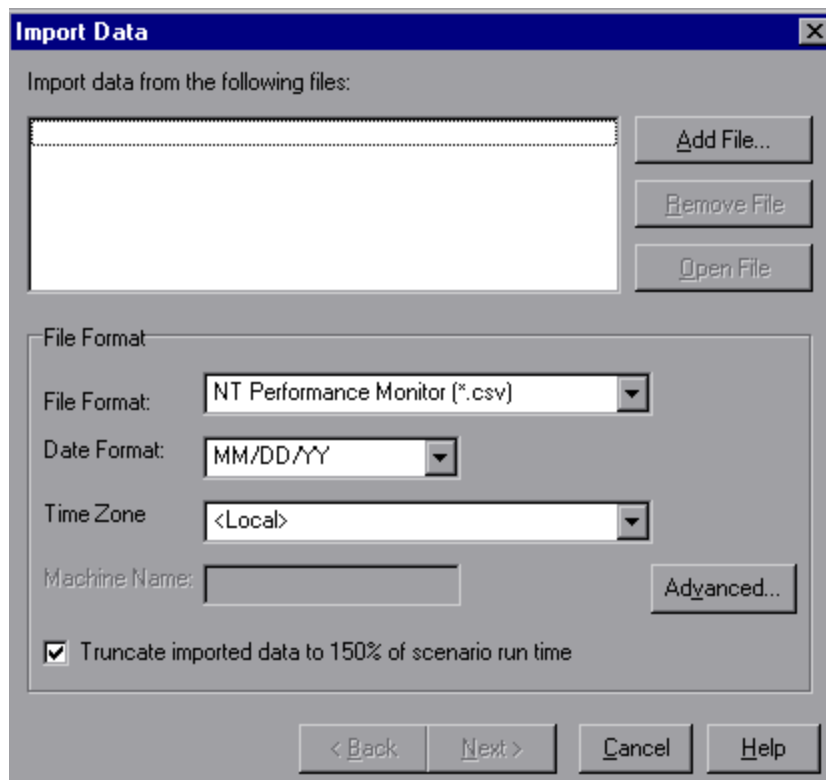 Import Data
Import data from the following files:
Add File...
Remove File
Open File
File Format
File Format: NT Performance Monitor (*.csv)
Date Format: MM/DD/YY
Time Zone <Local>
Machine Name:
Advanced...
Truncate imported data to 150% of scenario run time
< Back Next > Cancel Help